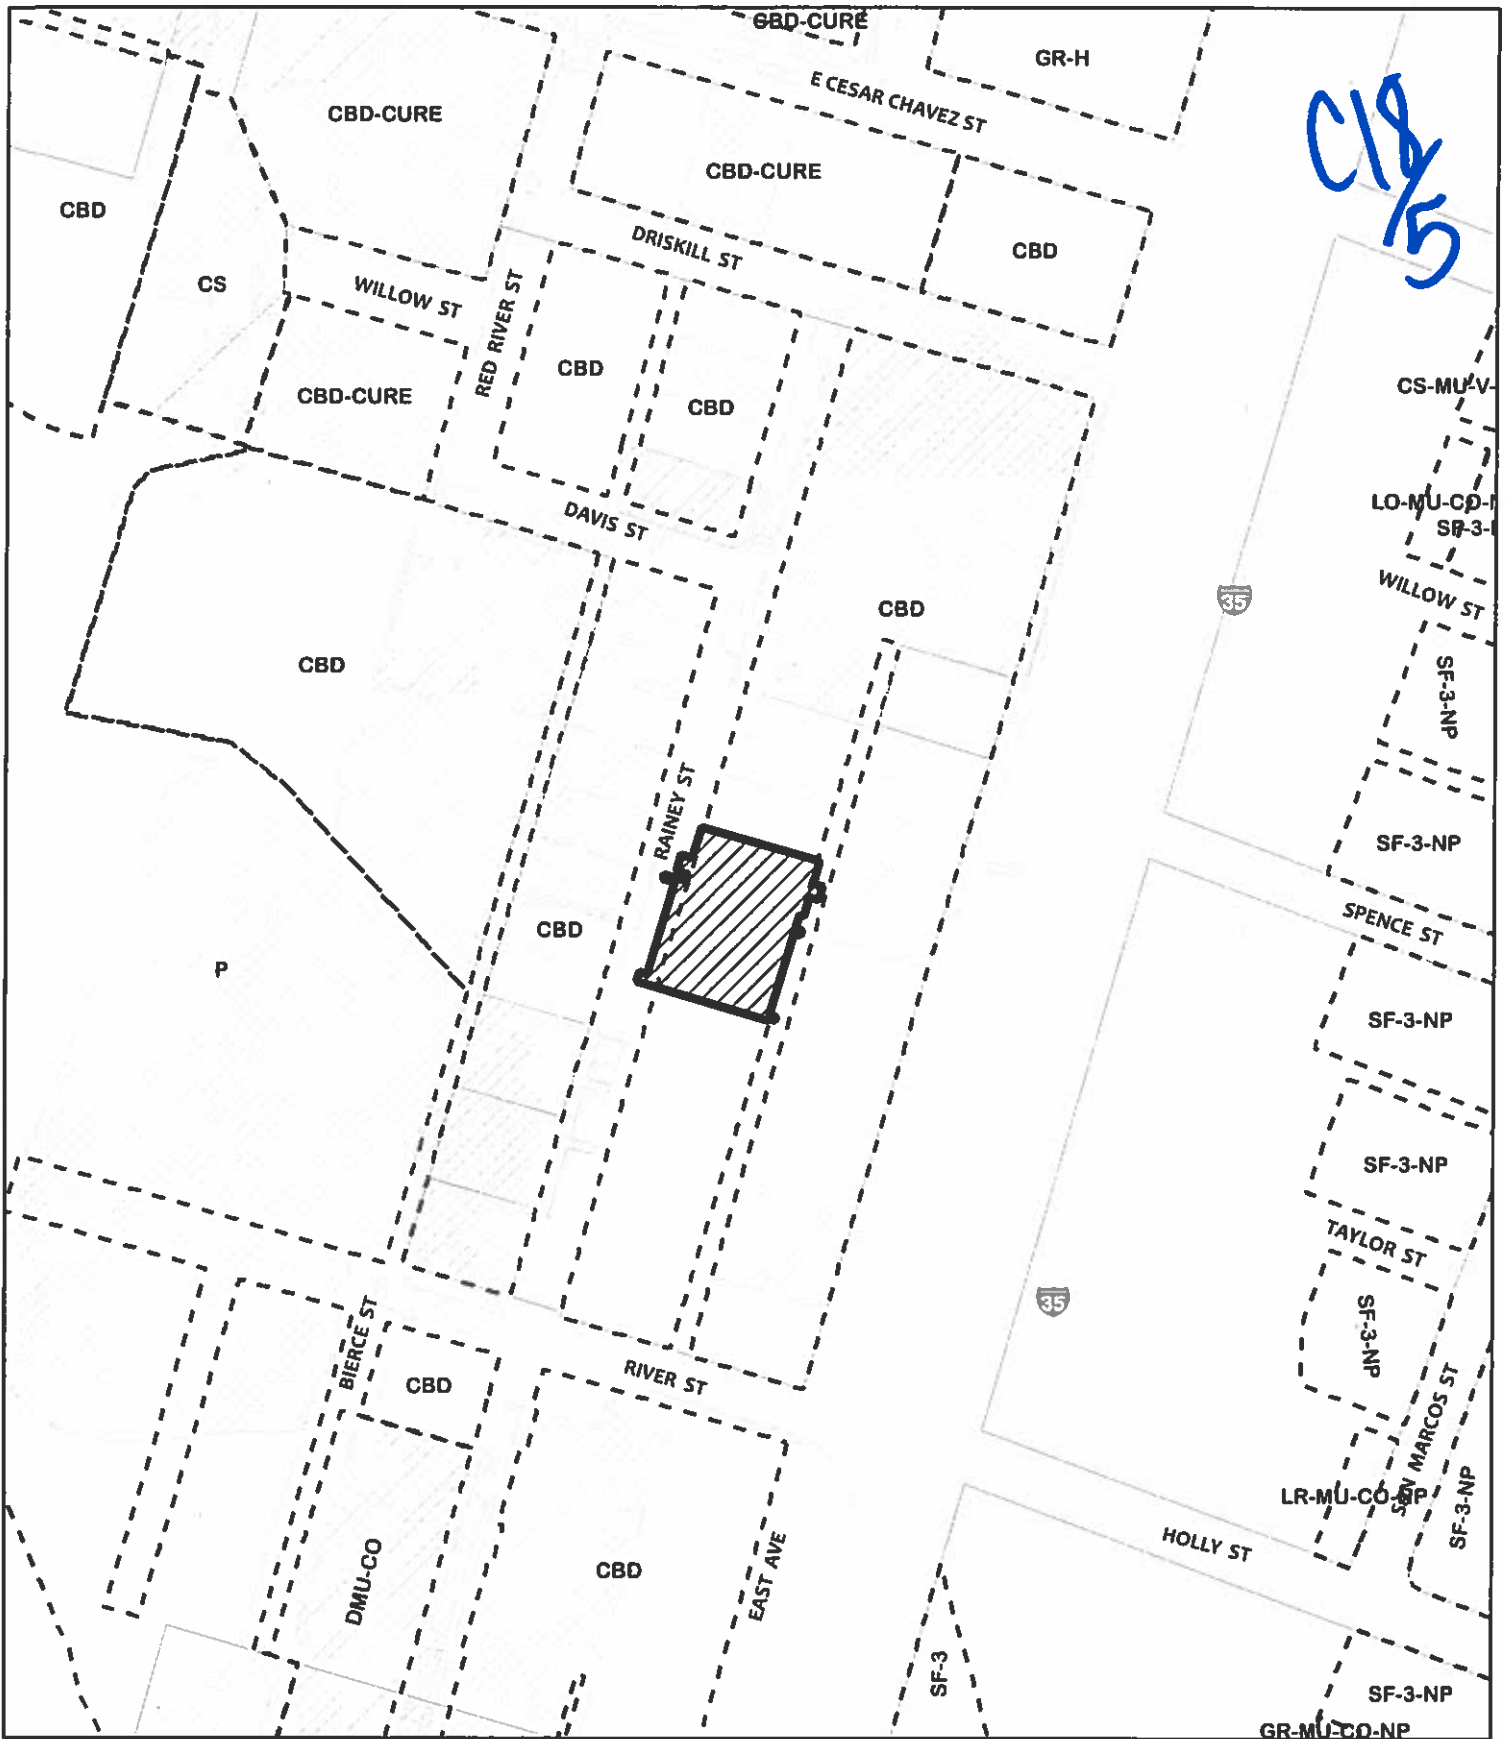 CBD-CURE
GR-H
E CESAR CHAVEZ ST
C18/5
CBD-CURE
CBD-CURE
CBD
CBD
DRISKILL ST
CS
WILLOW ST
RED RIVER ST
CBD
CBD-CURE
CBD
CS-MU-V-
LO-MU-CO-
SF-3-
DAVIS ST
WILLOW ST
35
CBD
CBD
SF-3-NP
RAINEY ST
SF-3-NP
SPENCE ST
CBD
P
SF-3-NP
SF-3-NP
TAYLOR ST
35
SF-3-NP
BIERCE ST
CBD
RIVER ST
SAN MARCOS ST
LR-MU-CO-NP
SF-3-NP
HOLLY ST
DMU-CO
CBD
EAST AVE
SF-3
SF-3-NP
GR-MU-CO-NP